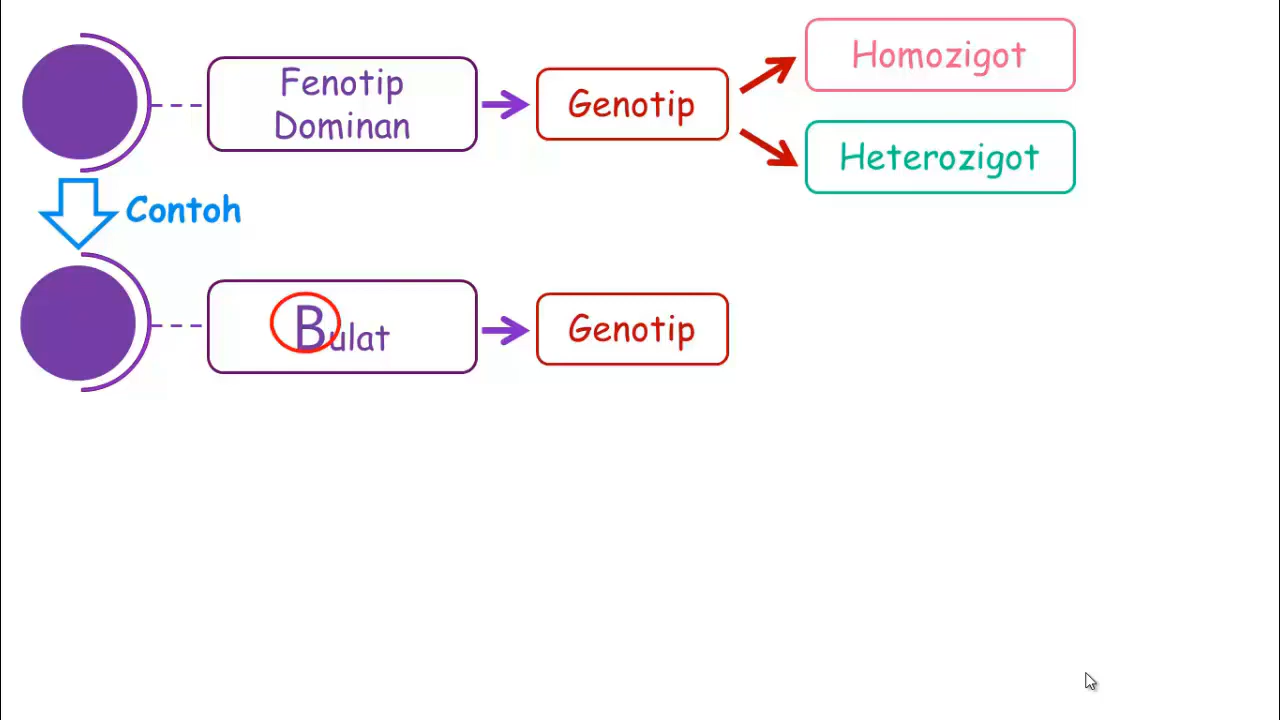 Fenotip
Dominan
Genotip
Homozigot
Heterozigot
Contoh
Bulat
Genotip